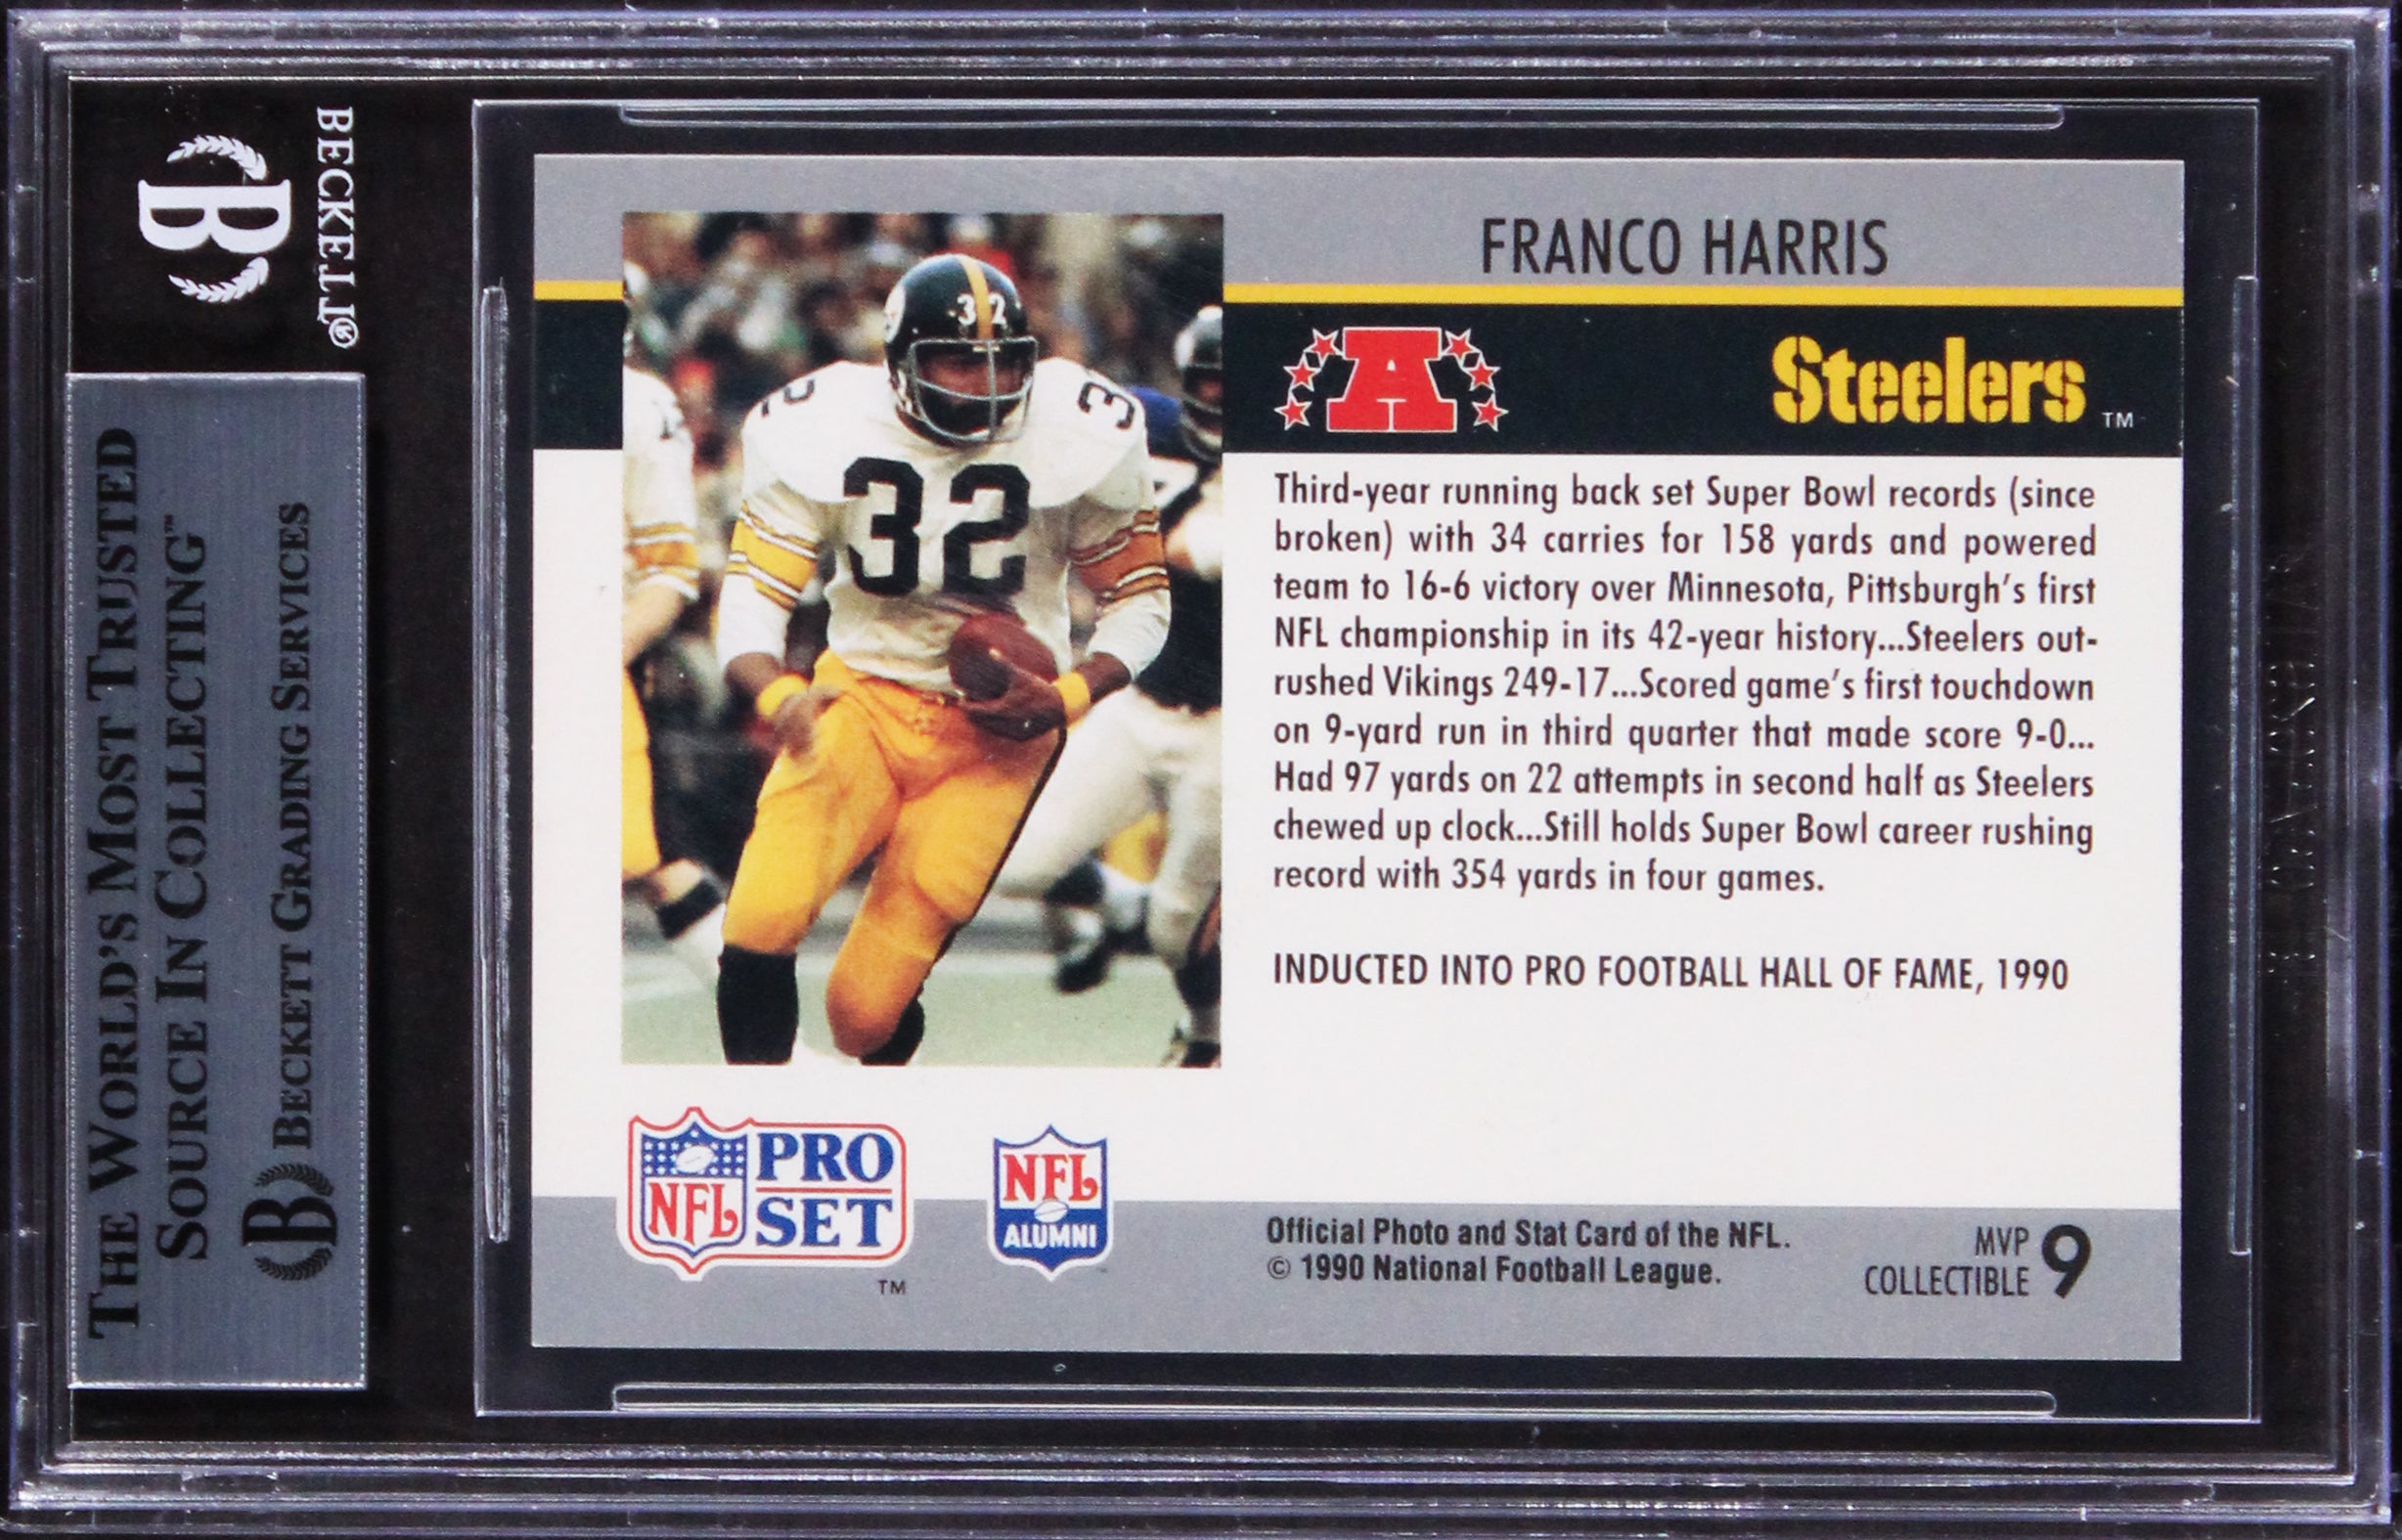 BECKETT®
B
THE WORLD'S MOST TRUSTED
SOURCE IN COLLECTING™
B BECKETT GRADING SERVICES
FRANCO HARRIS
A
Steelers TM
32
32
32
3
Third-year running back set Super Bowl records (since
broken) with 34 carries for 158 yards and powered
team to 16-6 victory over Minnesota, Pittsburgh's first
NFL championship in its 42-year history...Steelers out-
rushed Vikings 249-17...Scored game's first touchdown
on 9-yard run in third quarter that made score 9-0...
Had 97 yards on 22 attempts in second half as Steelers
chewed up clock...Still holds Super Bowl career rushing
record with 354 yards in four games.
INDUCTED INTO PRO FOOTBALL HALL OF FAME, 1990
NFL PRO
SET
TM
NFL
ALUMNI
Official Photo and Stat Card of the NFL.
© 1990 National Football League.
MVP
COLLECTIBLE 9